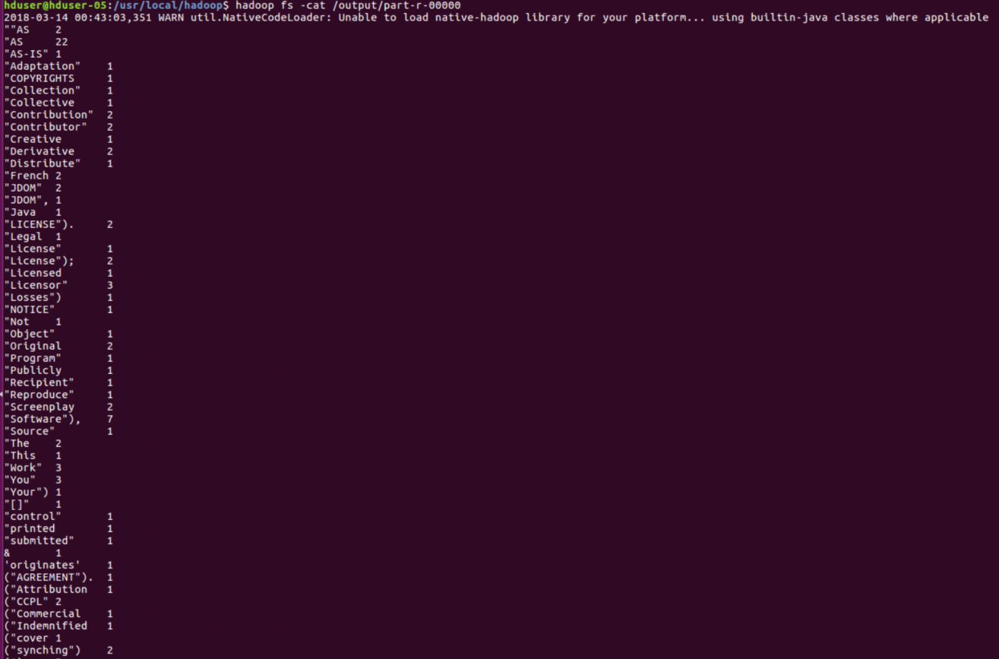 hduser@hduser-05:/usr/local/hadoop$ hadoop fs -cat /output/part-r-00000
2018-03-14 00:43:03,351 WARN util.NativeCodeLoader: Unable to load native-hadoop library for your platform... using builtin-java classes where applicable
""AS 2
"AS 22
"AS-IS" 1
"Adaptation" 1
"COPYRIGHTS 1
"Collection" 1
"Collective 1
"Contribution" 2
"Contributor" 2
"Creative 1
"Derivative 2
"Distribute" 1
"French 2
"JDOM" 2
"JDOM", 1
"Java 1
"LICENSE"). 2
"Legal 1
"License" 1
"License"); 2
"Licensed 1
"Licensor" 3
"Losses") 1
"NOTICE" 1
"Not 1
"Object" 1
"Original 2
"Program" 1
"Publicly 1
"Recipient" 1
"Reproduce" 1
"Screenplay 2
"Software"), 7
"Source" 1
"The 2
"This 1
"Work" 3
"You" 3
"Your") 1
"[]" 1
"control" 1
"printed 1
"submitted" 1
& 1
'originates' 1
("AGREEMENT"). 1
("Attribution 1
("CCPL" 2
("Commercial 1
("Indemnified 1
("cover 1
("synching") 2